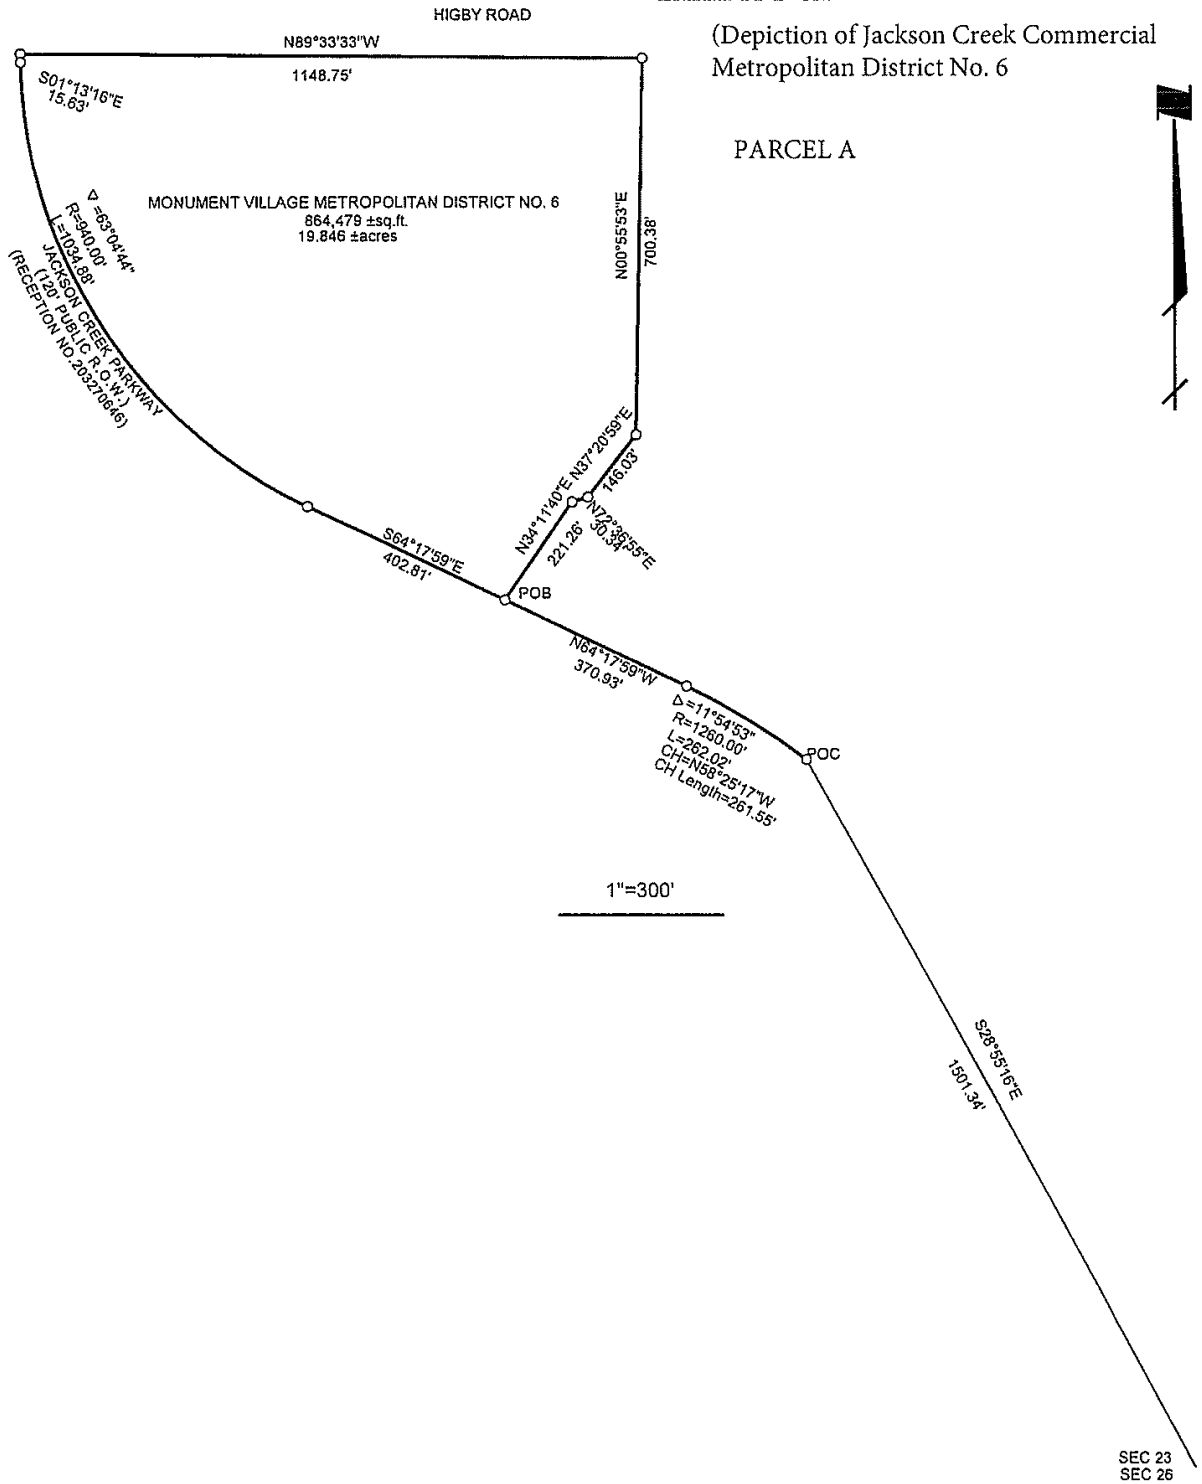 HIGBY ROAD
(Depiction of Jackson Creek Commercial
Metropolitan District No. 6
PARCEL A
N89°33'33"W
1148.75'
S01°13'16"E
15.63'
MONUMENT VILLAGE METROPOLITAN DISTRICT NO. 6
864,479 ±sq.ft.
19.846 ±acres
N00°55'53"E
700.38'
Δ =63°04'44"
R=940.00'
L=1034.88'
JACKSON CREEK PARKWAY
(120' PUBLIC R.O.W.)
(RECEPTION NO.203270646)
N37°20'59"E
146.03'
N34°11'40"E
221.26'
N72°36'55"E
30.34'
S64°17'59"E
402.81'
POB
N64°17'59"W
370.93'
Δ =11°54'53"
R=1260.00'
L=262.02'
CH=N58°25'17"W
CH Length=261.55'
POC
1"=300'
S28°55'16"E
1501.34'
SEC 23
SEC 26